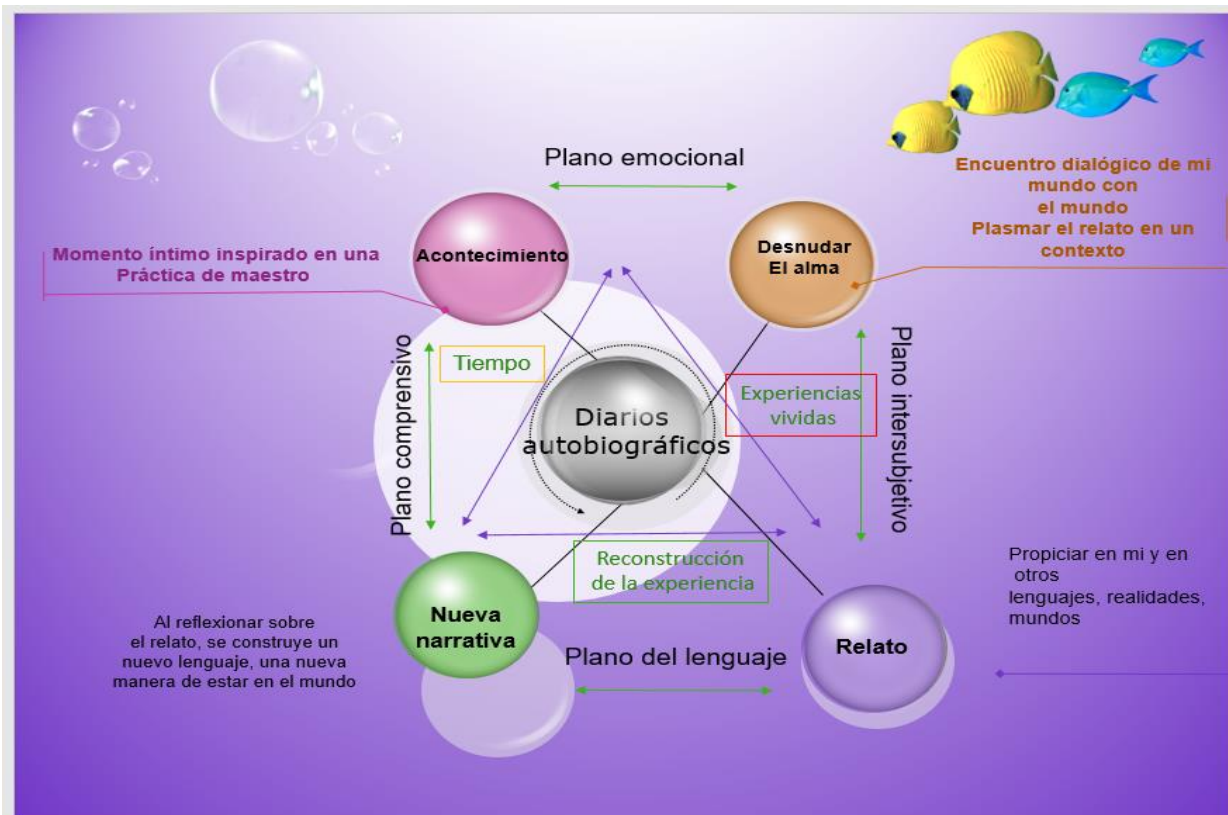 Plano emocional
Encuentro dialógico de mi
mundo con
el mundo
Plasmar el relato en un
contexto
Acontecimiento
Desnudar
El alma
Momento íntimo inspirado en una
Práctica de maestro
Plano comprensivo
Tiempo
Experiencias
vividas
Plano intersubjetivo
Diarios
autobiográficos
Reconstrucción
de la experiencia
Propiciar en mi y en
otros
lenguajes, realidades,
mundos
Nueva
narrativa
Al reflexionar sobre
el relato, se construye un
nuevo lenguaje, una nueva
manera de estar en el mundo
Relato
Plano del lenguaje